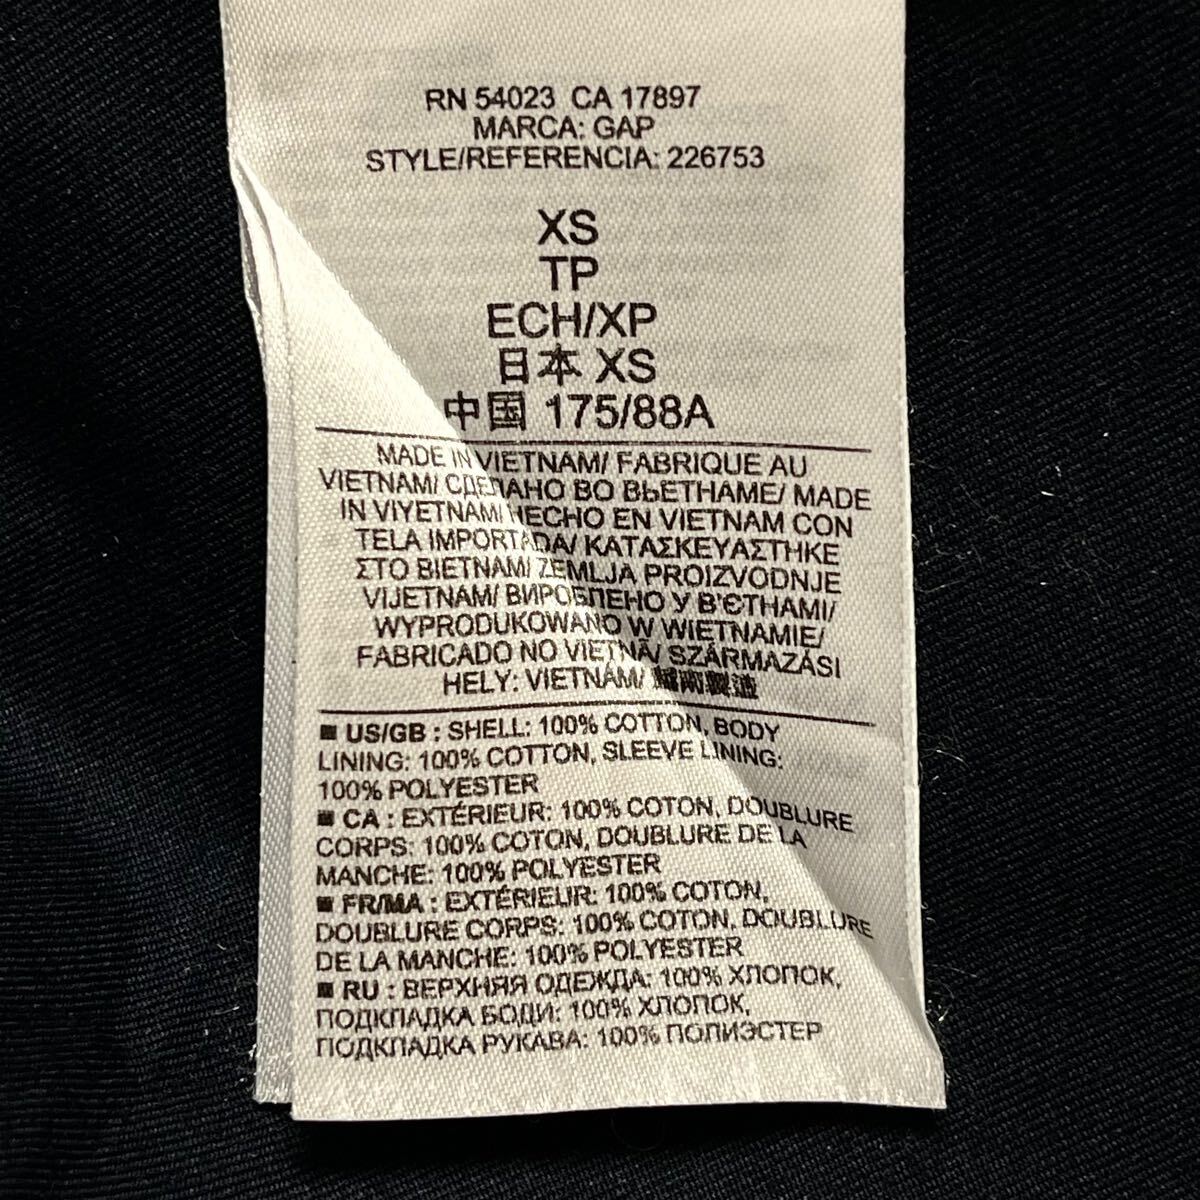 RN 54023 CA 17897
MARCA: GAP
STYLE/REFERENCIA: 226753
XS
TP
ECH/XP
日本 XS
中国 175/88A
MADE IN VIETNAM/ FABRIQUE AU
VIETNAM/ СДЕЛАНО ВО ВЬЕТНАМЕ/ MADE
IN VIYETNAM/ HECHO EN VIETNAM CON
TELA IMPORTADA/ ΚΑΤΑΣΚΕΥΑΣΤΗΚΕ
ΣΤΟ ΒΙΕΤΝΑΜ/ ZEMLJA PROIZVODNJE
VIJETNAM/ ВИРОБЛЕНО У В'ЄТНАМІ/
WYPRODUKOWANO W WIETNAMIE/
FABRICADO NO VIETNÃ/ SZÁRMAZÁSI
HELY: VIETNÁM/ 越南製造
■ US/GB : SHELL: 100% COTTON, BODY
LINING: 100% COTTON, SLEEVE LINING:
100% POLYESTER
■ CA : EXTÉRIEUR: 100% COTON, DOUBLURE
CORPS: 100% COTON, DOUBLURE DE LA
MANCHE: 100% POLYESTER
■ FR/MA : EXTÉRIEUR: 100% COTON,
DOUBLURE CORPS: 100% COTON, DOUBLURE
DE LA MANCHE: 100% POLYESTER
■ RU : ВЕРХНЯЯ ОДЕЖДА: 100% ХЛОПОК,
ПОДКЛАДКА БОДИ: 100% ХЛОПОК,
ПОДКЛАДКА РУКАВА: 100% ПОЛИЭСТЕР